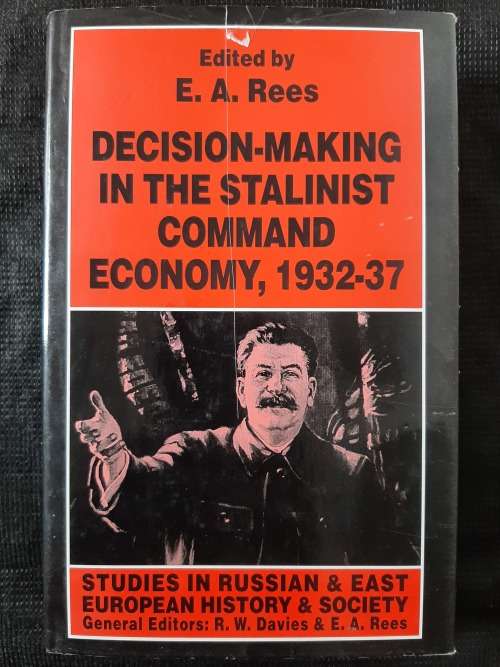 Edited by
E. A. Rees
DECISION-MAKING
IN THE STALINIST
COMMAND
ECONOMY, 1932-37
STUDIES IN RUSSIAN & EAST
EUROPEAN HISTORY & SOCIETY
General Editors: R. W. Davies & E. A. Rees